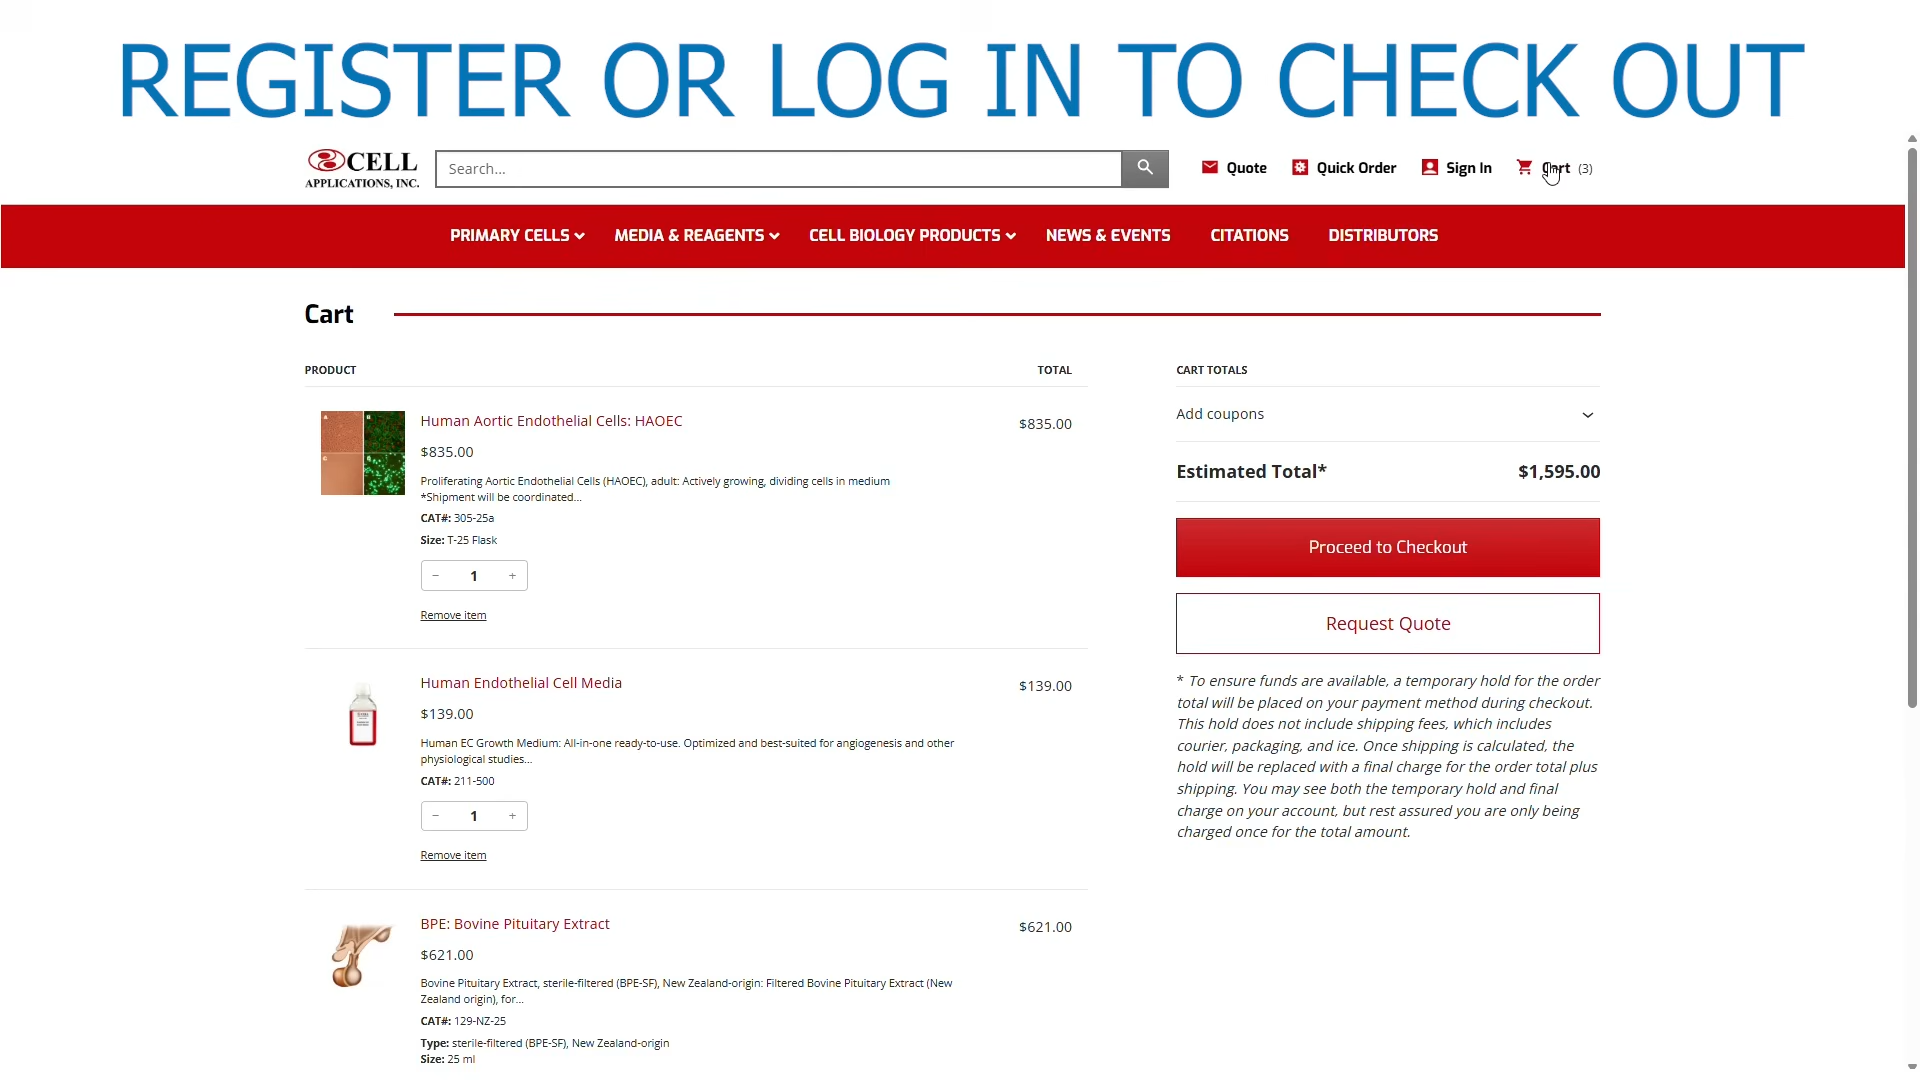 REGISTER OR LOG IN TO CHECK OUT
CELL
APPLICATIONS, INC.
Search...
Quote
Quick Order
Sign In
Cart (3)
PRIMARY CELLS
MEDIA & REAGENTS
CELL BIOLOGY PRODUCTS
NEWS & EVENTS
CITATIONS
DISTRIBUTORS
Cart
PRODUCT
TOTAL
Human Aortic Endothelial Cells: HAOEC
$835.00
$835.00
Proliferating Aortic Endothelial Cells (HAOEC), adult: Actively growing, dividing cells in medium
*Shipment will be coordinated...
CAT#: 305-25a
Size: T-25 Flask
− 1 +
Remove item
Human Endothelial Cell Media
$139.00
$139.00
Human EC Growth Medium: All-in-one ready-to-use. Optimized and best-suited for angiogenesis and other
physiological studies...
CAT#: 211-500
− 1 +
Remove item
BPE: Bovine Pituitary Extract
$621.00
$621.00
Bovine Pituitary Extract, sterile-filtered (BPE-SF), New Zealand-origin: Filtered Bovine Pituitary Extract (New
Zealand origin), for...
CAT#: 129-NZ-25
Type: sterile-filtered (BPE-SF), New Zealand-origin
Size: 25 ml
CART TOTALS
Add coupons
Estimated Total* $1,595.00
Proceed to Checkout
Request Quote
* To ensure funds are available, a temporary hold for the order
total will be placed on your payment method during checkout.
This hold does not include shipping fees, which includes
courier, packaging, and ice. Once shipping is calculated, the
hold will be replaced with a final charge for the order total plus
shipping. You may see both the temporary hold and final
charge on your account, but rest assured you are only being
charged once for the total amount.